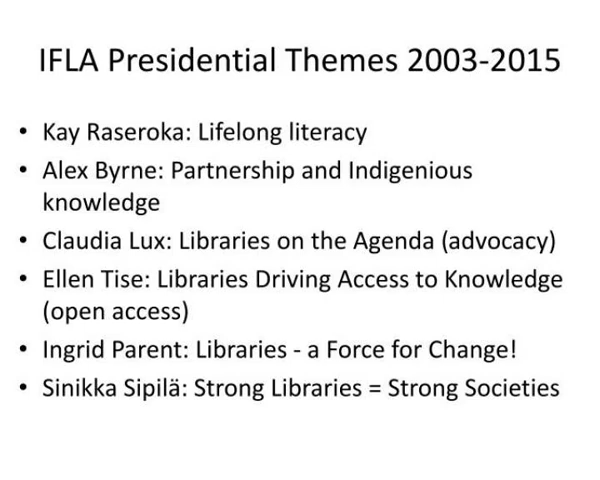 IFLA Presidential Themes 2003-2015
• Kay Raseroka: Lifelong literacy
• Alex Byrne: Partnership and Indigenious
knowledge
• Claudia Lux: Libraries on the Agenda (advocacy)
• Ellen Tise: Libraries Driving Access to Knowledge
(open access)
• Ingrid Parent: Libraries - a Force for Change!
• Sinikka Sipilä: Strong Libraries = Strong Societies